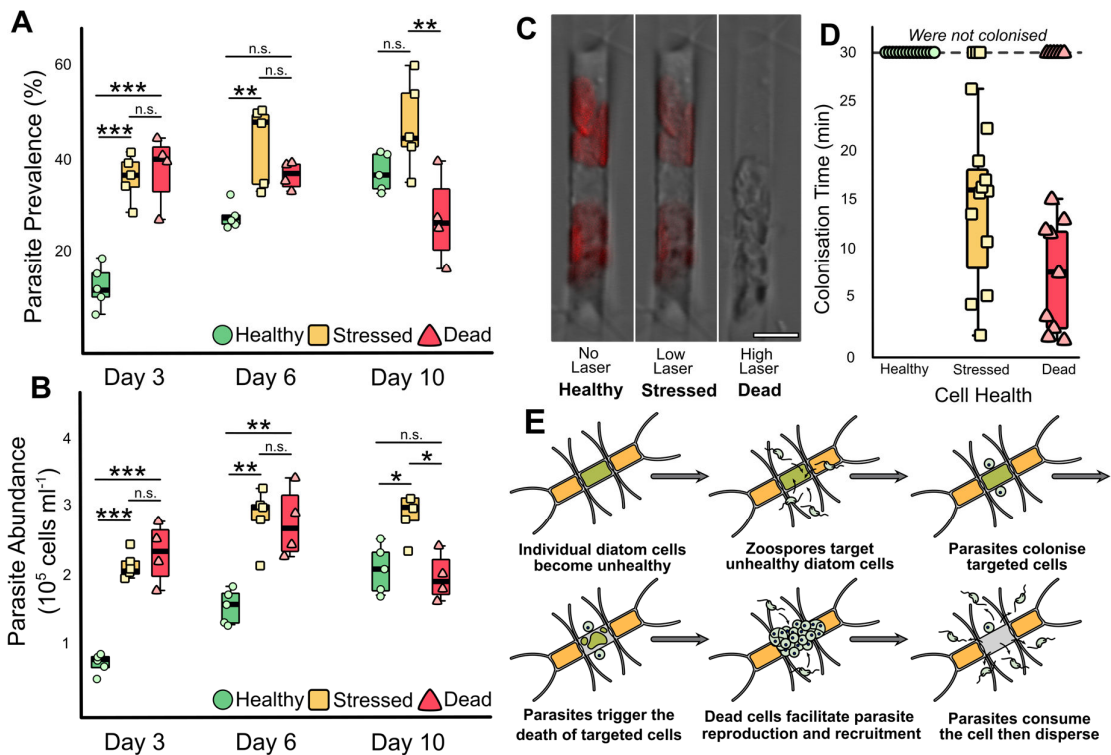 A
Parasite Prevalence (%)
60
40
20
***
***
n.s.
n.s.
**
n.s.
n.s.
**
Healthy Stressed Dead
Day 3 Day 6 Day 10
B
Parasite Abundance
(10⁵ cells ml⁻¹)
4
3
2
1
***
***
n.s.
**
**
n.s.
n.s.
*
*
Healthy Stressed Dead
Day 3 Day 6 Day 10
C
No Laser Healthy
Low Laser Stressed
High Laser Dead
D
Were not colonised
Colonisation Time (min)
30
25
20
15
10
5
0
Healthy Stressed Dead
Cell Health
E
Individual diatom cells
become unhealthy
Zoospores target
unhealthy diatom cells
Parasites colonise
targeted cells
Parasites trigger the
death of targeted cells
Dead cells facilitate parasite
reproduction and recruitment
Parasites consume
the cell then disperse